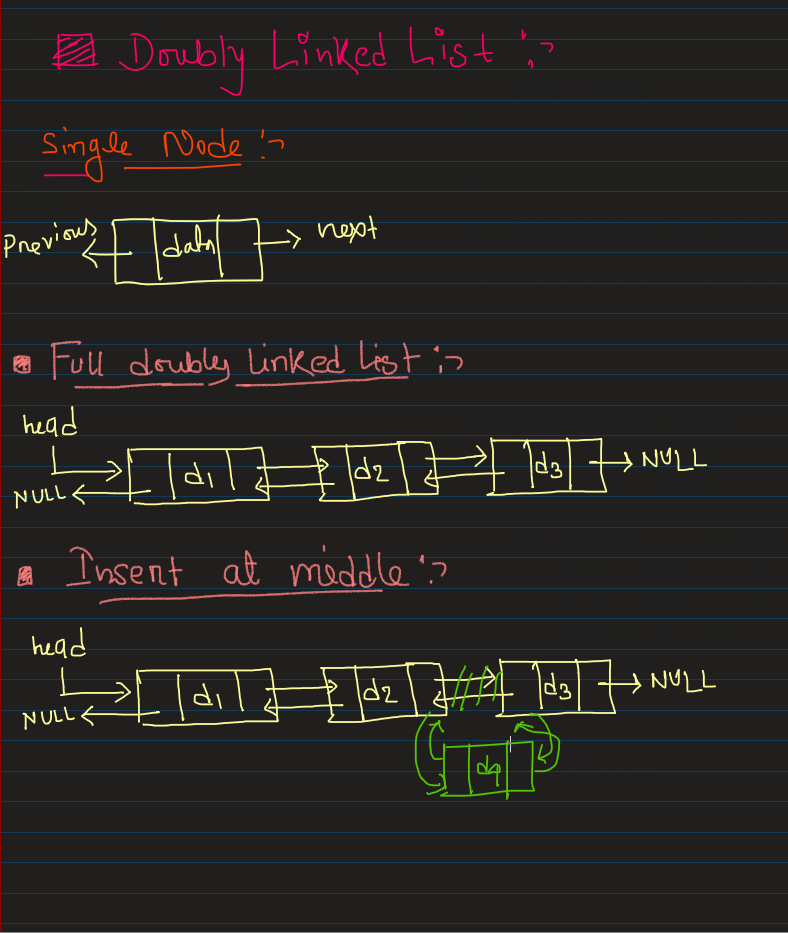 Doubly Linked List :->
Single Node :->
Previous data next
Full doubly linked list :->
head
d1 d2 d3 NULL
NULL
Insert at middle :->
head
d1 d2 d3 NULL
NULL
d4